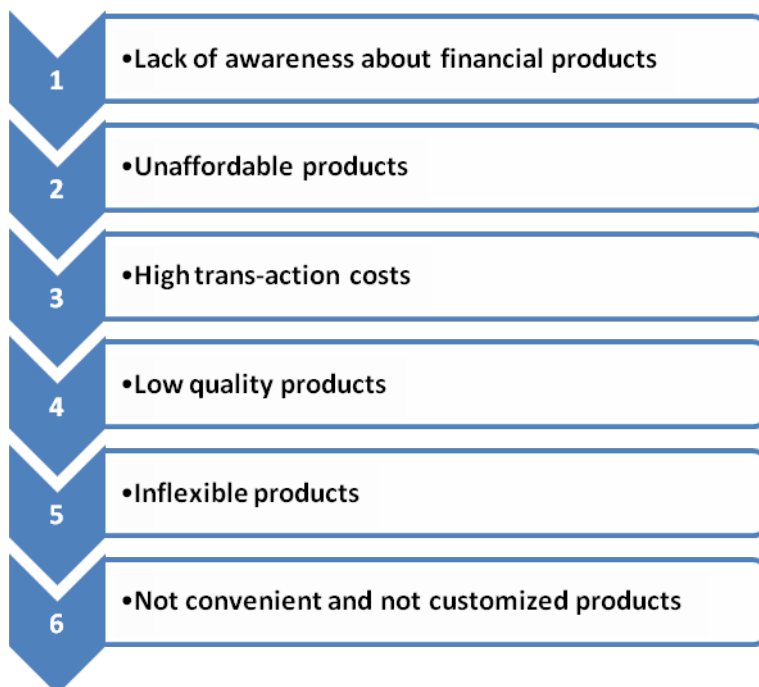 1
•Lack of awareness about financial products
2
•Unaffordable products
3
•High trans-action costs
4
•Low quality products
5
•Inflexible products
6
•Not convenient and not customized products